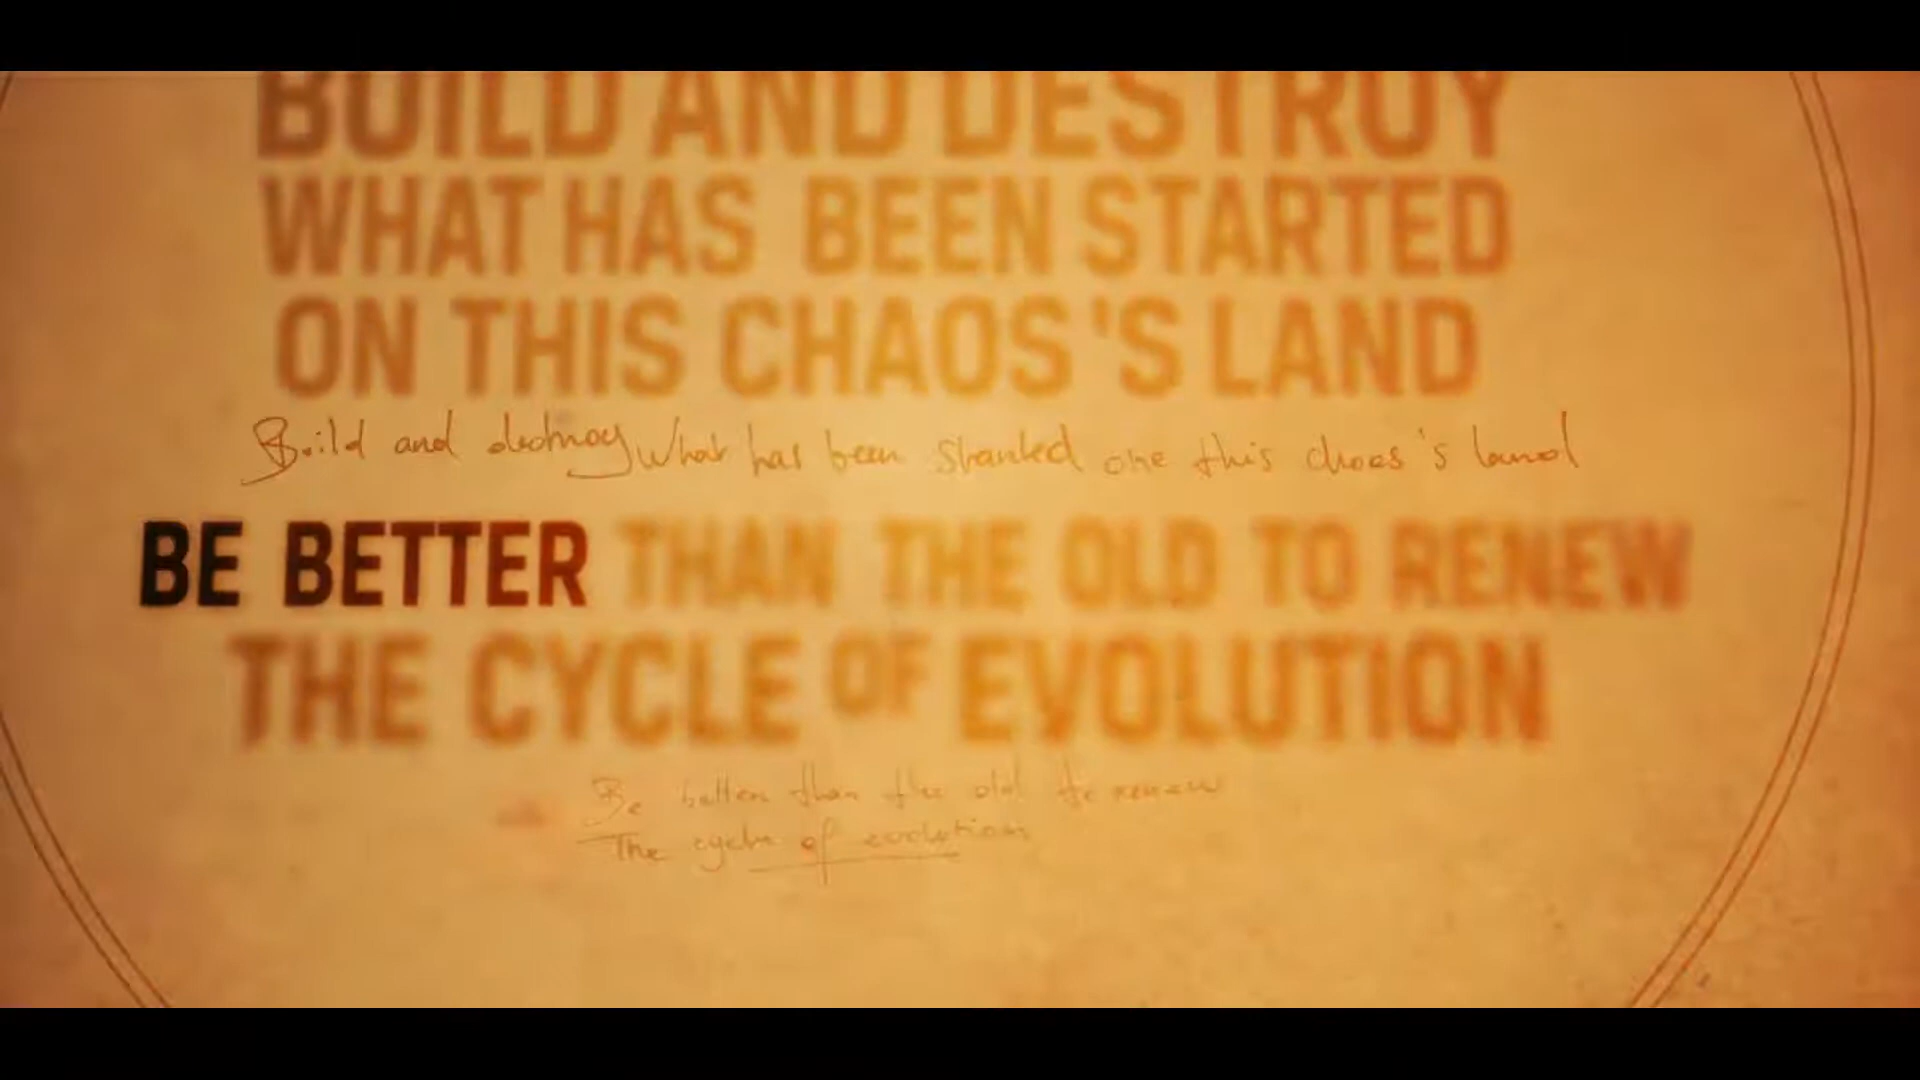 BUILD AND DESTROY
WHAT HAS BEEN STARTED
ON THIS CHAOS'S LAND
Build and destroy what has been started one this chaos's land
BE BETTER THAN THE OLD TO RENEW
THE CYCLE OF EVOLUTION
Be better than the old to renew
The cycle of evolution